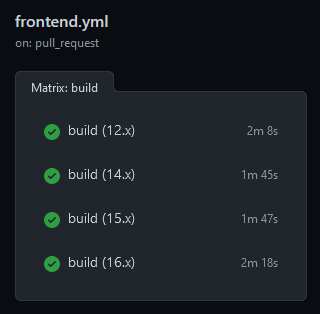 frontend.yml
on: pull_request
Matrix: build
build (12.x) 2m 8s
build (14.x) 1m 45s
build (15.x) 1m 47s
build (16.x) 2m 18s